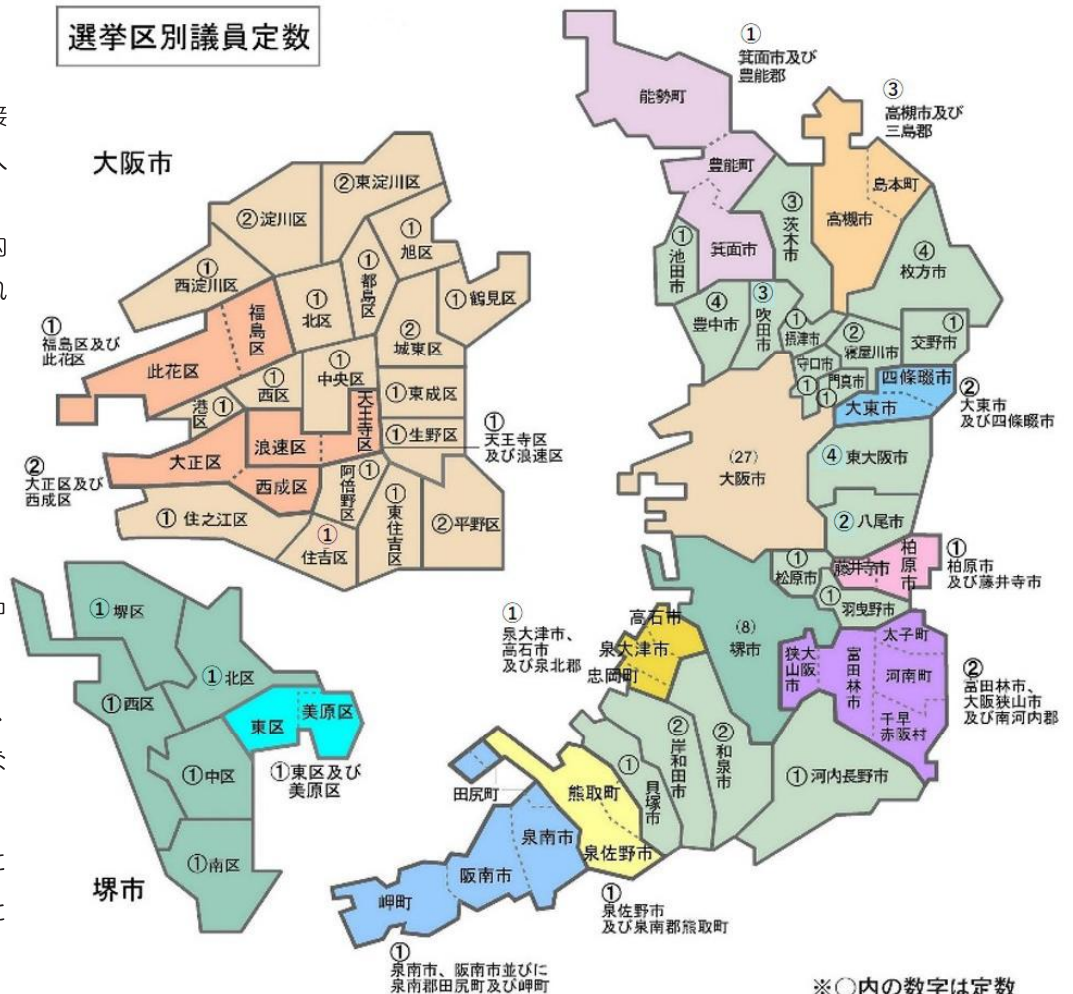 選挙区別議員定数
大阪市
②東淀川区
②淀川区
①
旭区
①
都島区
①
西淀川区
①
北区
①鶴見区
福島区
①
福島区及び
此花区
此花区
②
城東区
①
中央区
①
西区
港区①
①東成区
天王寺区
浪速区
①生野区
①
天王寺区
及び浪速区
大正区
②
大正区及び
西成区
西成区
阿倍野区①
①東住吉区
②平野区
①住之江区
①
住吉区
①
箕面市及び
豊能郡
能勢町
③
高槻市及び
三島郡
豊能町
島本町
高槻市
③茨木市
箕面市
①池田市
④
枚方市
④
豊中市
③吹田市
①
摂津市
②
寝屋川市
①
交野市
守口市
①
門真市
①
四條畷市
大東市
②
大東市
及び四條畷市
(27)
大阪市
④東大阪市
②八尾市
①
松原市
藤井寺市
柏原市
①
柏原市
及び藤井寺市
①
羽曳野市
(8)
堺市
高石市
泉大津市
忠岡町
①
泉大津市、
高石市
及び泉北郡
大阪狭山市
富田林市
太子町
河南町
千早
赤阪村
②
富田林市、
大阪狭山市
及び南河内郡
②岸和田市
②和泉市
①貝塚市
①河内長野市
田尻町
熊取町
泉佐野市
①
泉佐野市
及び泉南郡熊取町
泉南市
阪南市
岬町
①
泉南市、阪南市並びに
泉南郡田尻町及び岬町
①堺区
①北区
①西区
東区
美原区
①東区及び
美原区
①中区
①南区
堺市
※○内の数字は定数